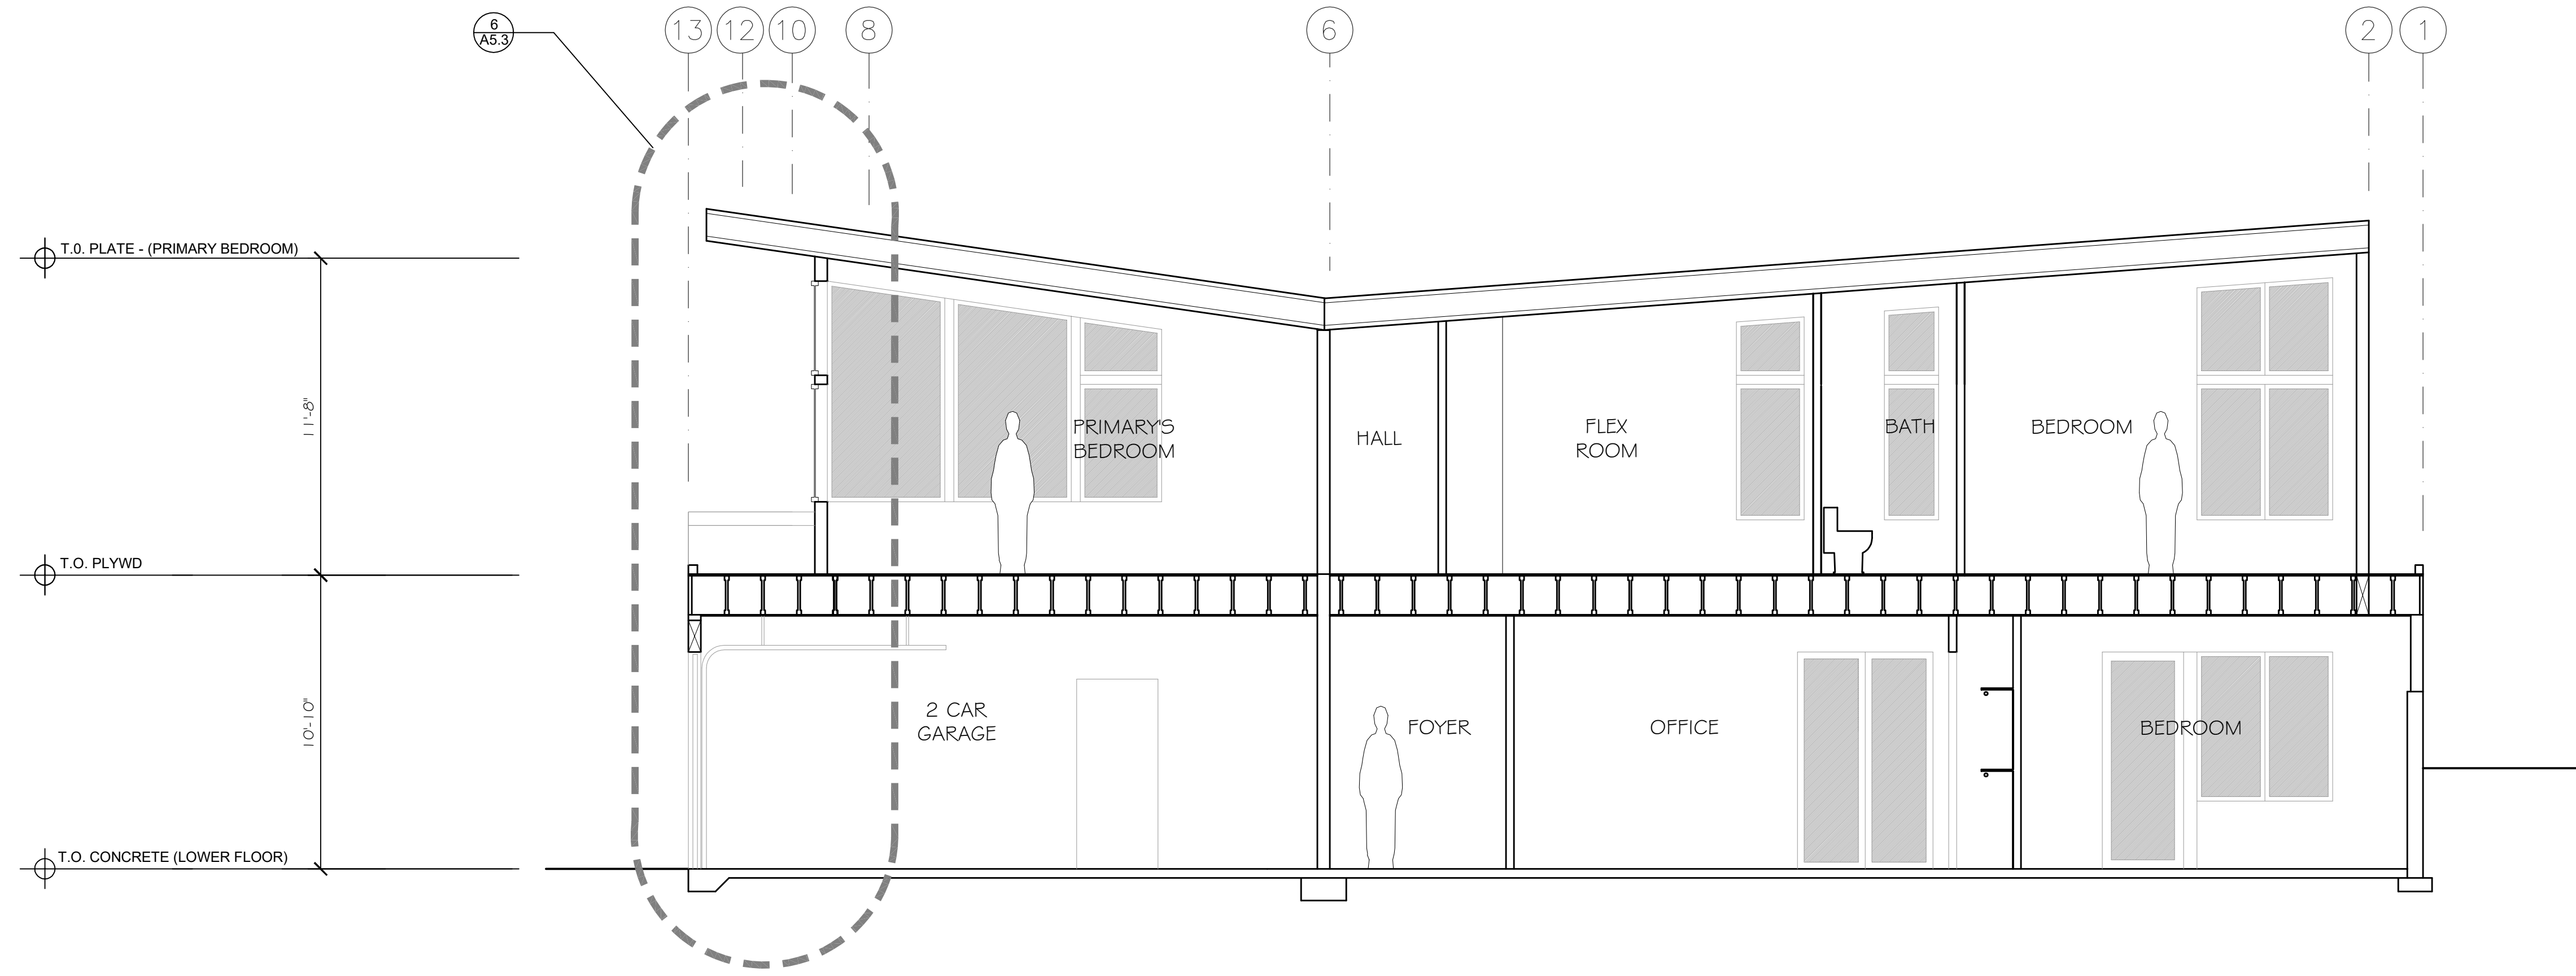 6
A5.3
13
12
10
8
6
2
1
T.0. PLATE - (PRIMARY BEDROOM)
11'-8"
PRIMARY'S
BEDROOM
HALL
FLEX
ROOM
BATH
BEDROOM
T.O. PLYWD
10'-10"
2 CAR
GARAGE
FOYER
OFFICE
BEDROOM
T.O. CONCRETE (LOWER FLOOR)